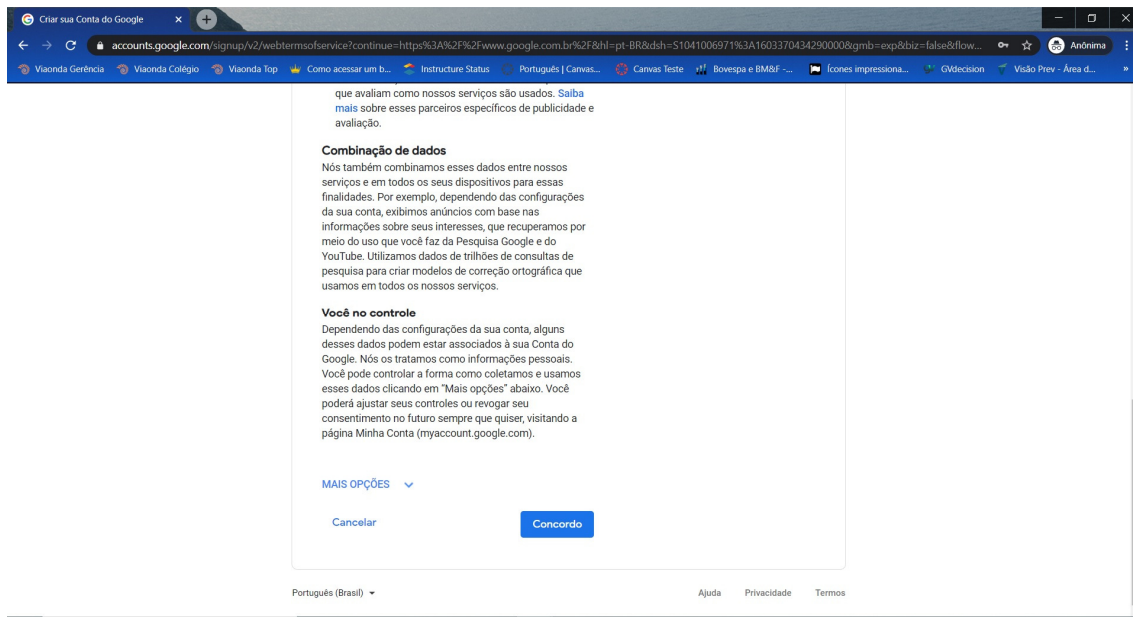 Criar sua Conta do Google
accounts.google.com/signup/v2/webtermsofservice?continue=https%3A%2F%2Fwww.google.com.br%2F&hl=pt-BR&dsh=S1041006971%3A1603370434290000&gmb=exp&biz=false&flow...
Anônima
Viaonda Gerência Viaonda Colégio Viaonda Top Como acessar um b... Instructure Status Português | Canvas... Canvas Teste Bovespa e BM&F -... Ícones impressiona... GVdecision Visão Prev - Área d... »
que avaliam como nossos serviços são usados. Saiba
mais sobre esses parceiros específicos de publicidade e
avaliação.
Combinação de dados
Nós também combinamos esses dados entre nossos
serviços e em todos os seus dispositivos para essas
finalidades. Por exemplo, dependendo das configurações
da sua conta, exibimos anúncios com base nas
informações sobre seus interesses, que recuperamos por
meio do uso que você faz da Pesquisa Google e do
YouTube. Utilizamos dados de trilhões de consultas de
pesquisa para criar modelos de correção ortográfica que
usamos em todos os nossos serviços.
Você no controle
Dependendo das configurações da sua conta, alguns
desses dados podem estar associados à sua Conta do
Google. Nós os tratamos como informações pessoais.
Você pode controlar a forma como coletamos e usamos
esses dados clicando em “Mais opções” abaixo. Você
poderá ajustar seus controles ou revogar seu
consentimento no futuro sempre que quiser, visitando a
página Minha Conta (myaccount.google.com).
MAIS OPÇÕES
Cancelar Concordo
Português (Brasil) Ajuda Privacidade Termos